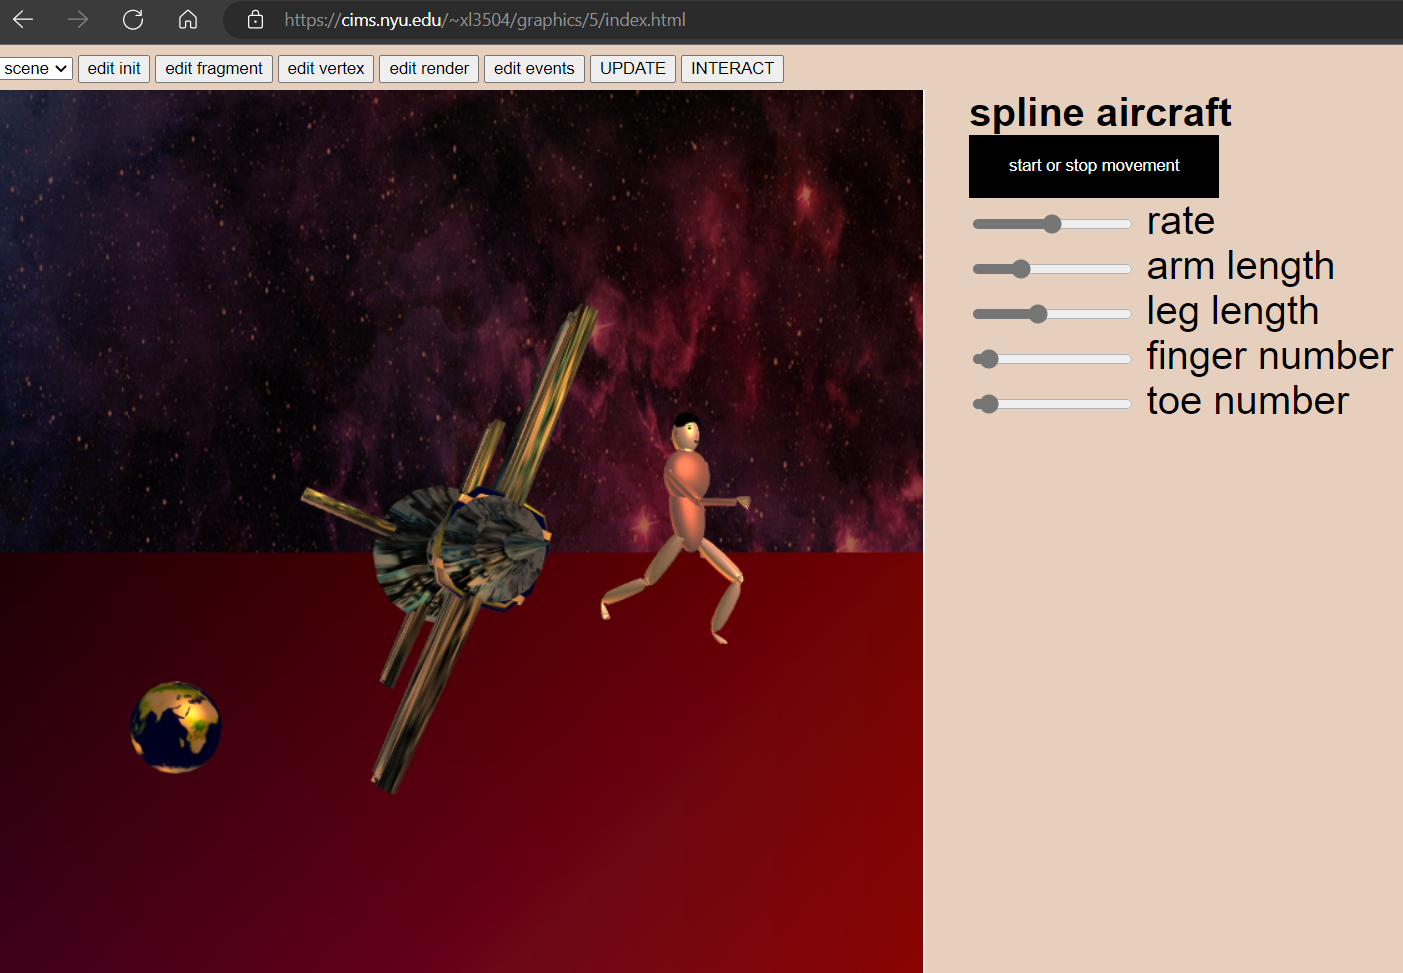 https://cims.nyu.edu/~xl3504/graphics/5/index.html
scene edit init edit fragment edit vertex edit render edit events UPDATE INTERACT
spline aircraft
start or stop movement
rate
arm length
leg length
finger number
toe number